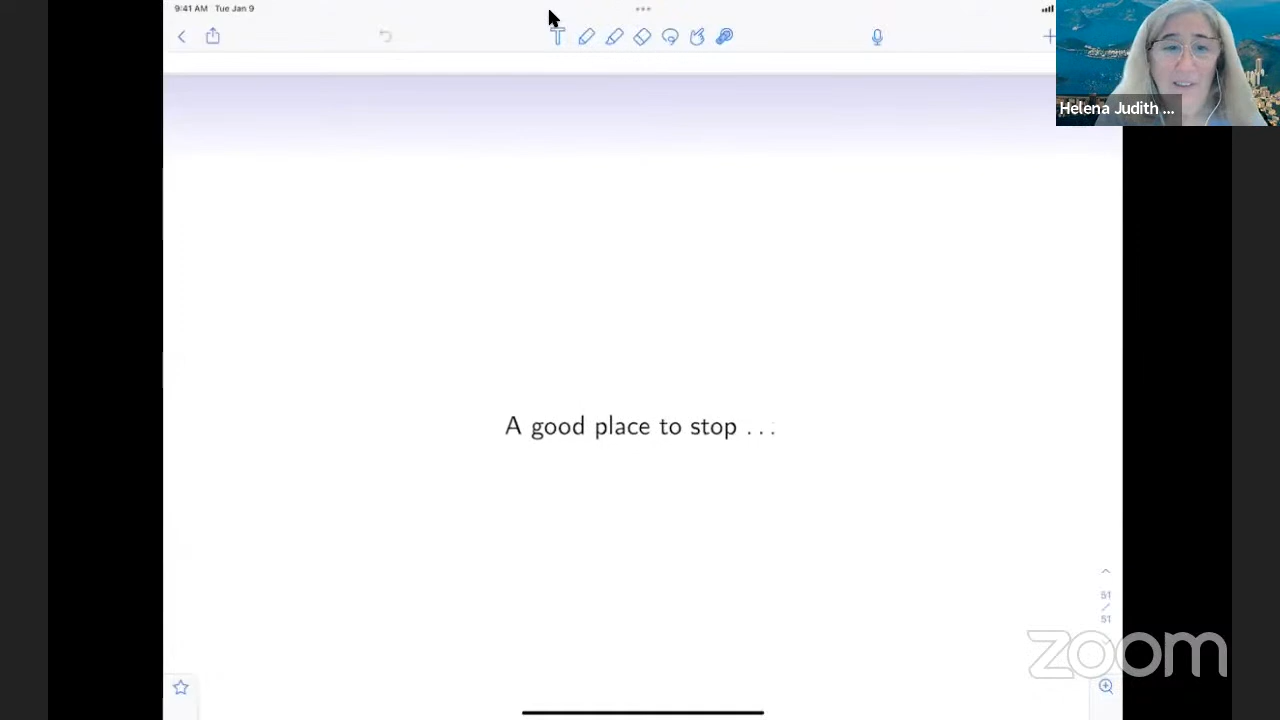 9:41 AM Tue Jan 9
T
Helena Judith ...
A good place to stop ...
51
51
zoom